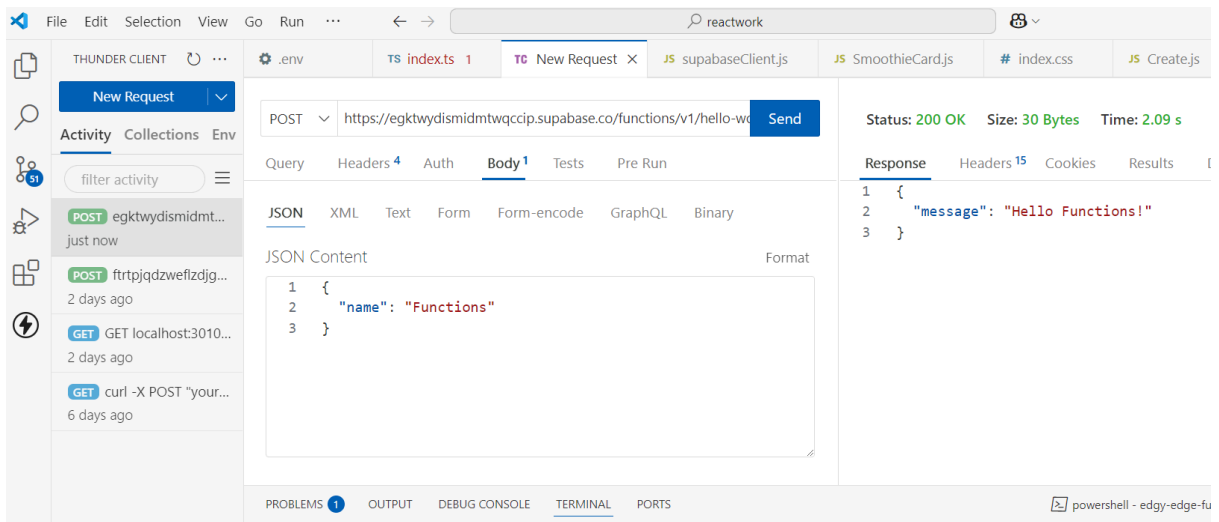 File Edit Selection View Go Run ··· ← → reactwork
THUNDER CLIENT ···
.env
TS index.ts 1
TC New Request ×
JS supabaseClient.js
JS SmoothieCard.js
# index.css
JS Create.js
New Request
Activity Collections Env
filter activity
51
POST egktwydismidmt...
just now
POST ftrtpjqdzweflzdjg...
2 days ago
GET GET localhost:3010...
2 days ago
GET curl -X POST "your...
6 days ago
POST https://egktwydismidmtwqccip.supabase.co/functions/v1/hello-wo Send
Query Headers 4 Auth Body 1 Tests Pre Run
JSON XML Text Form Form-encode GraphQL Binary
JSON Content Format
1 {
2 "name": "Functions"
3 }
Status: 200 OK Size: 30 Bytes Time: 2.09 s
Response Headers 15 Cookies Results
1 {
2 "message": "Hello Functions!"
3 }
PROBLEMS 1 OUTPUT DEBUG CONSOLE TERMINAL PORTS
powershell - edgy-edge-fu